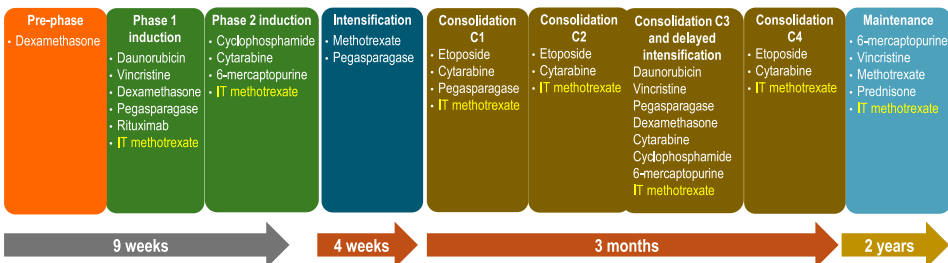 Pre-phase
• Dexamethasone
Phase 1
induction
• Daunorubicin
• Vincristine
• Dexamethasone
• Pegasparagase
• Rituximab
• IT methotrexate
Phase 2 induction
• Cyclophosphamide
• Cytarabine
• 6-mercaptopurine
• IT methotrexate
Intensification
• Methotrexate
• Pegasparagase
Consolidation
C1
• Etoposide
• Cytarabine
• Pegasparagase
• IT methotrexate
Consolidation
C2
• Etoposide
• Cytarabine
• IT methotrexate
Consolidation C3
and delayed
intensification
Daunorubicin
Vincristine
Pegasparagase
Dexamethasone
Cytarabine
Cyclophosphamide
6-mercaptopurine
IT methotrexate
Consolidation
C4
• Etoposide
• Cytarabine
• IT methotrexate
Maintenance
• 6-mercaptopurine
• Vincristine
• Methotrexate
• Prednisone
• IT methotrexate
9 weeks
4 weeks
3 months
2 years